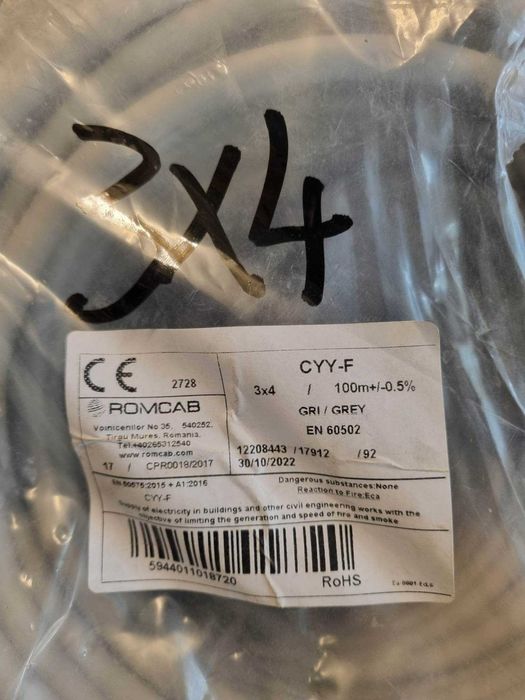 3X4
CE 2728
ROMCAB
Voinicenilor No 35, 540252,
Tirgu Mures, Romania,
Tel.+40265312540
www.romcab.com
17 / CPR0018/2017
CYY-F
3x4 / 100m+/-0.5%
GRI / GREY
EN 60502
12208443 /17912 /92
30/10/2022
EN 50575:2015 + A1:2016
Dangerous substances:None
Reaction to Fire:Eca
CYY-F
Supply of electricity in buildings and other civil engineering works with the
objective of limiting the generation and speed of fire and smoke
5944011018720
RoHS